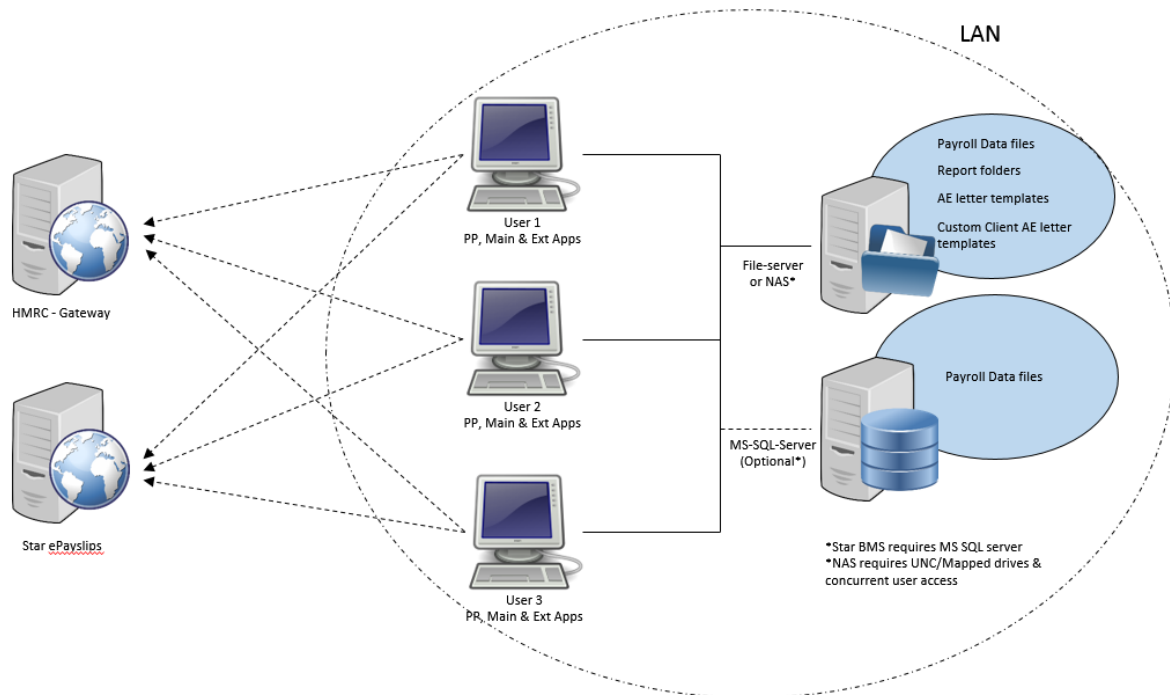 LAN
Payroll Data files
Report folders
AE letter templates
Custom Client AE letter
templates
User 1
PP, Main & Ext Apps
File-server
or NAS*
HMRC - Gateway
User 2
PP, Main & Ext Apps
Payroll Data files
MS-SQL-Server
(Optional*)
User 3
PP, Main & Ext Apps
Star ePayslips
*Star BMS requires MS SQL server
*NAS requires UNC/Mapped drives &
concurrent user access